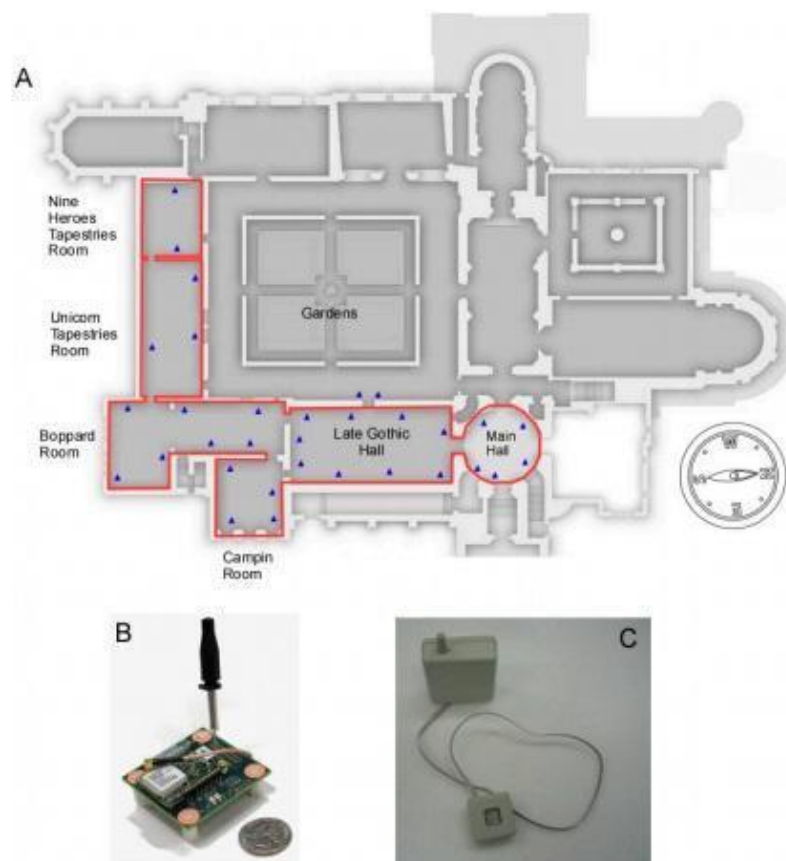 A
Nine
Heroes
Tapestries
Room
Unicorn
Tapestries
Room
Gardens
Boppard
Room
Late Gothic
Hall
Main
Hall
Campin
Room
B
C